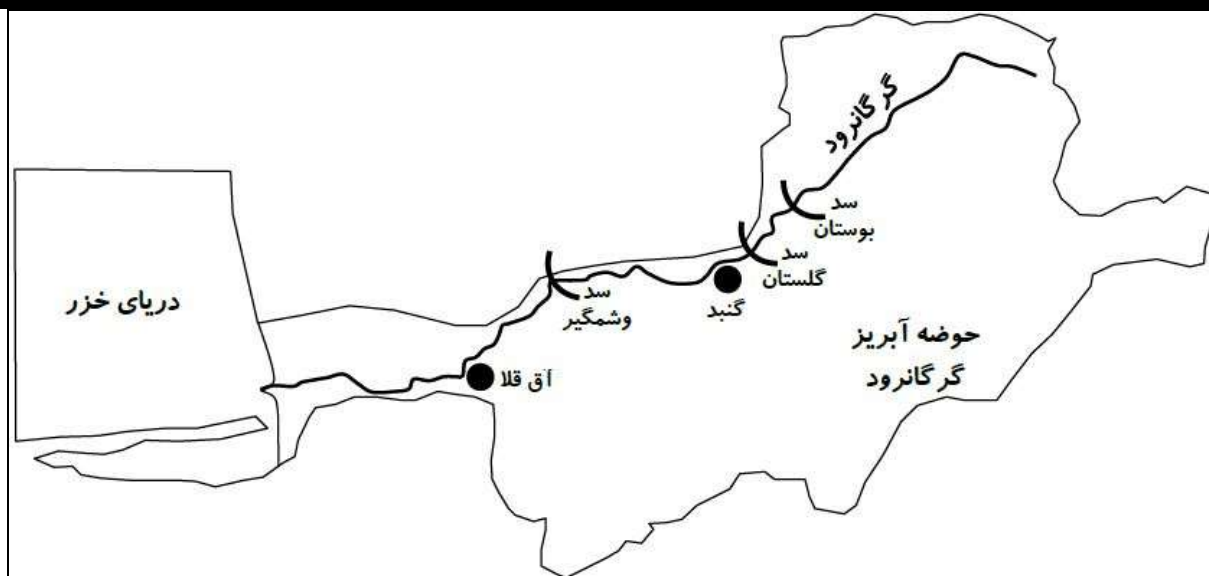 گرگانرود
سد
بوستان
سد
گلستان
گنبد
سد
وشمگیر
دریای خزر
حوضه آبریز
گرگانرود
آق قلا